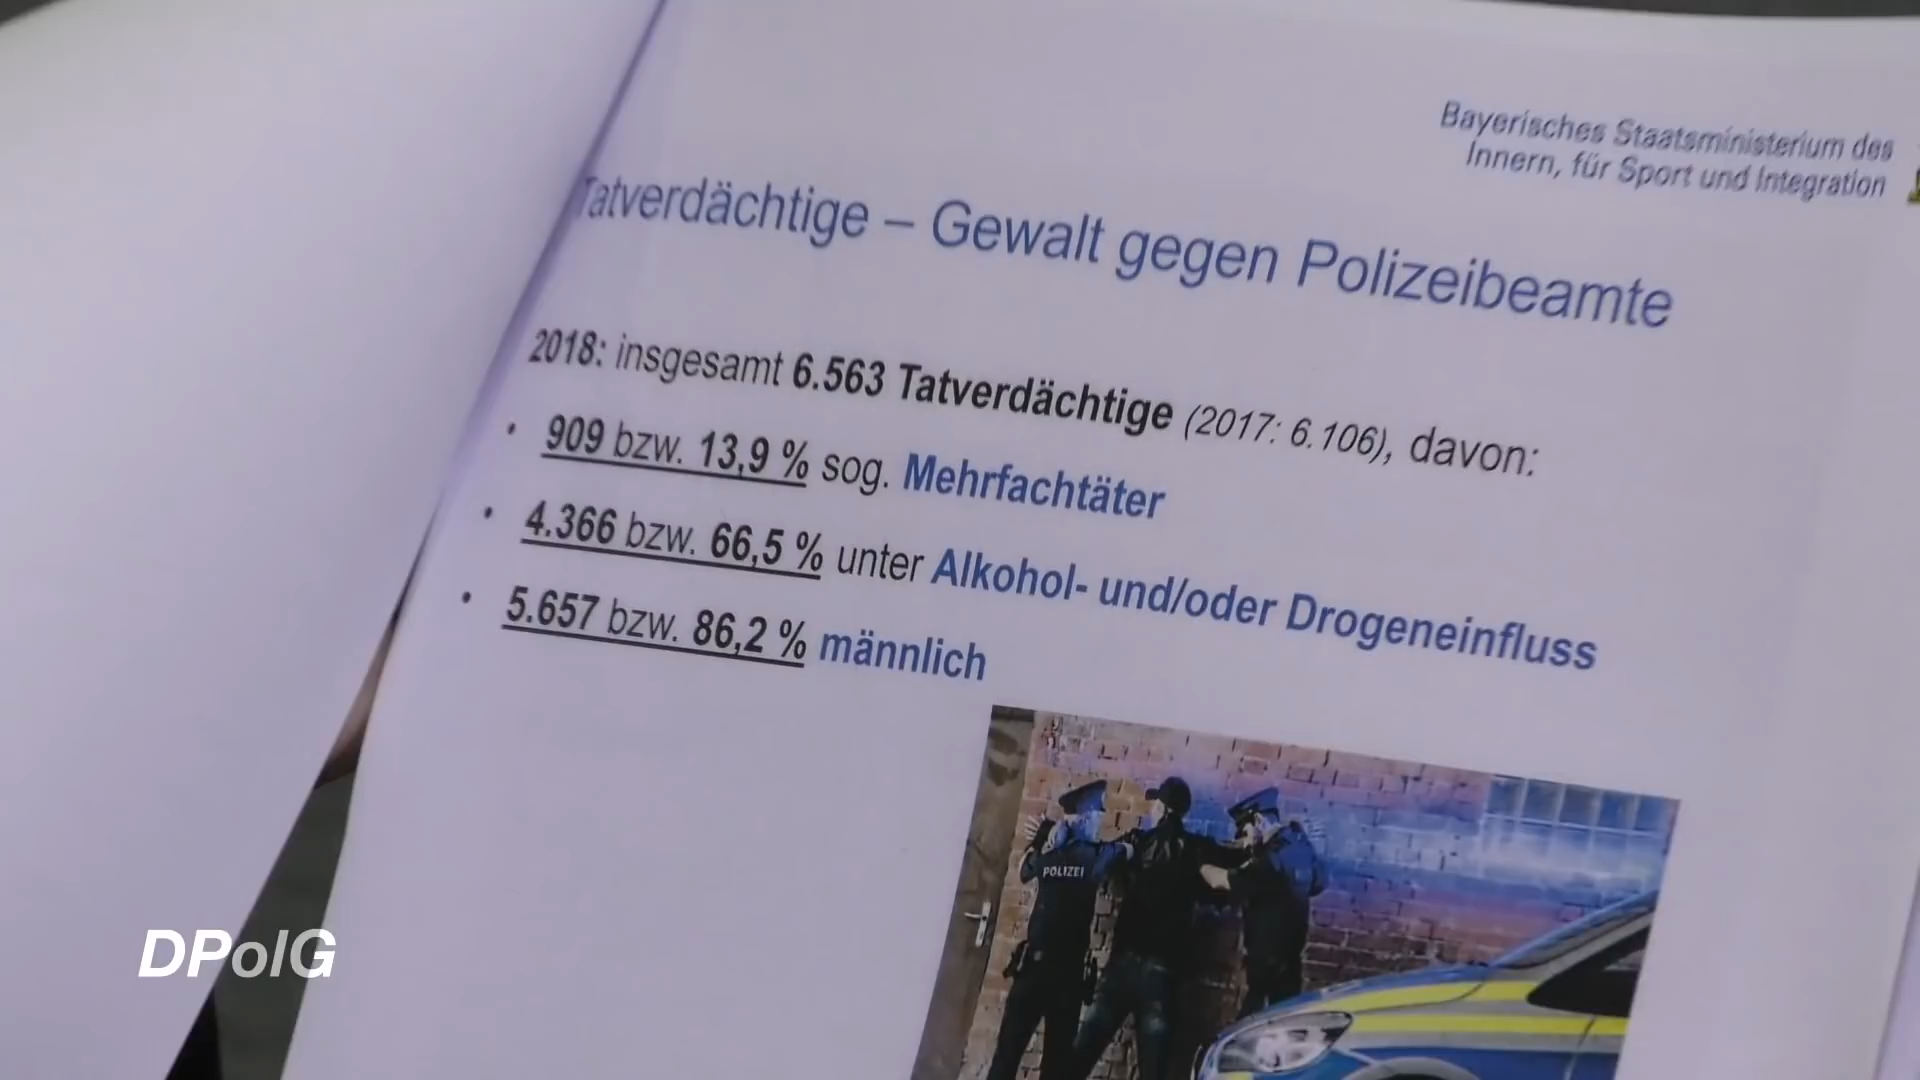 Bayerisches Staatsministerium des
Innern, für Sport und Integration
Tatverdächtige – Gewalt gegen Polizeibeamte
2018: insgesamt 6.563 Tatverdächtige (2017: 6.106), davon:
• 909 bzw. 13,9 % sog. Mehrfachtäter
• 4.366 bzw. 66,5 % unter Alkohol- und/oder Drogeneinfluss
• 5.657 bzw. 86,2 % männlich
POLIZEI
DPolG